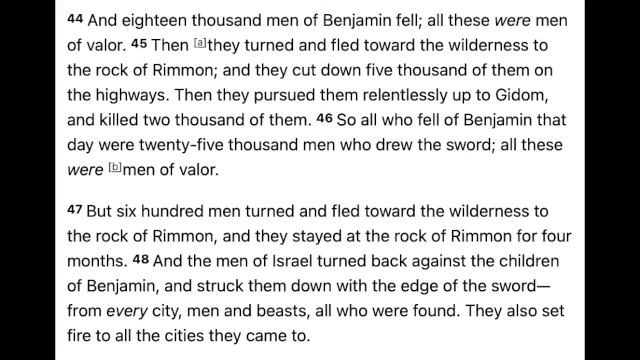 44 And eighteen thousand men of Benjamin fell; all these were men
of valor. 45 Then [a]they turned and fled toward the wilderness to
the rock of Rimmon; and they cut down five thousand of them on
the highways. Then they pursued them relentlessly up to Gidom,
and killed two thousand of them. 46 So all who fell of Benjamin that
day were twenty-five thousand men who drew the sword; all these
were [b]men of valor.
47 But six hundred men turned and fled toward the wilderness to
the rock of Rimmon, and they stayed at the rock of Rimmon for four
months. 48 And the men of Israel turned back against the children
of Benjamin, and struck them down with the edge of the sword—
from every city, men and beasts, all who were found. They also set
fire to all the cities they came to.